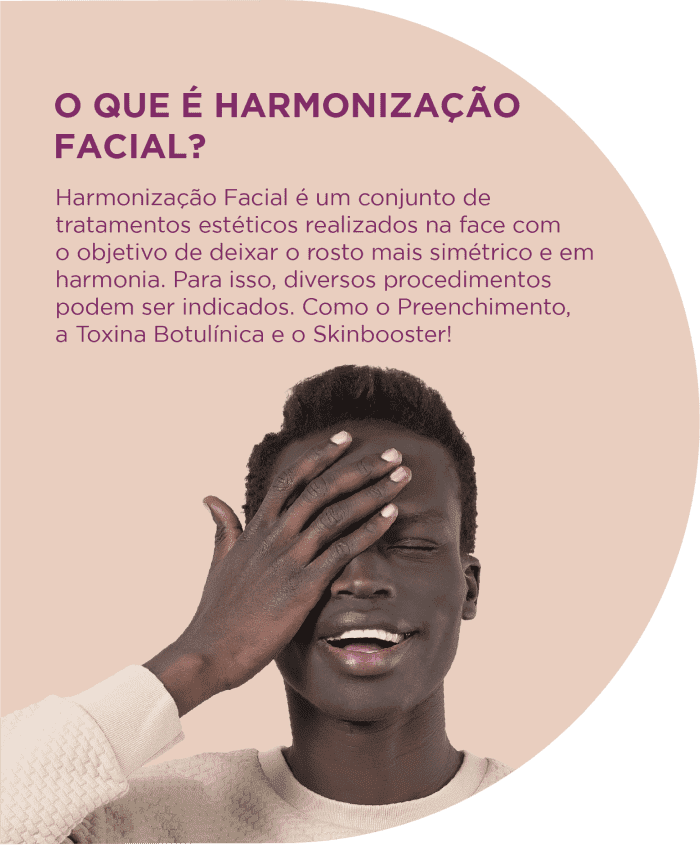 O QUE É HARMONIZAÇÃO
FACIAL?
Harmonização Facial é um conjunto de
tratamentos estéticos realizados na face com
o objetivo de deixar o rosto mais simétrico e em
harmonia. Para isso, diversos procedimentos
podem ser indicados. Como o Preenchimento,
a Toxina Botulínica e o Skinbooster!